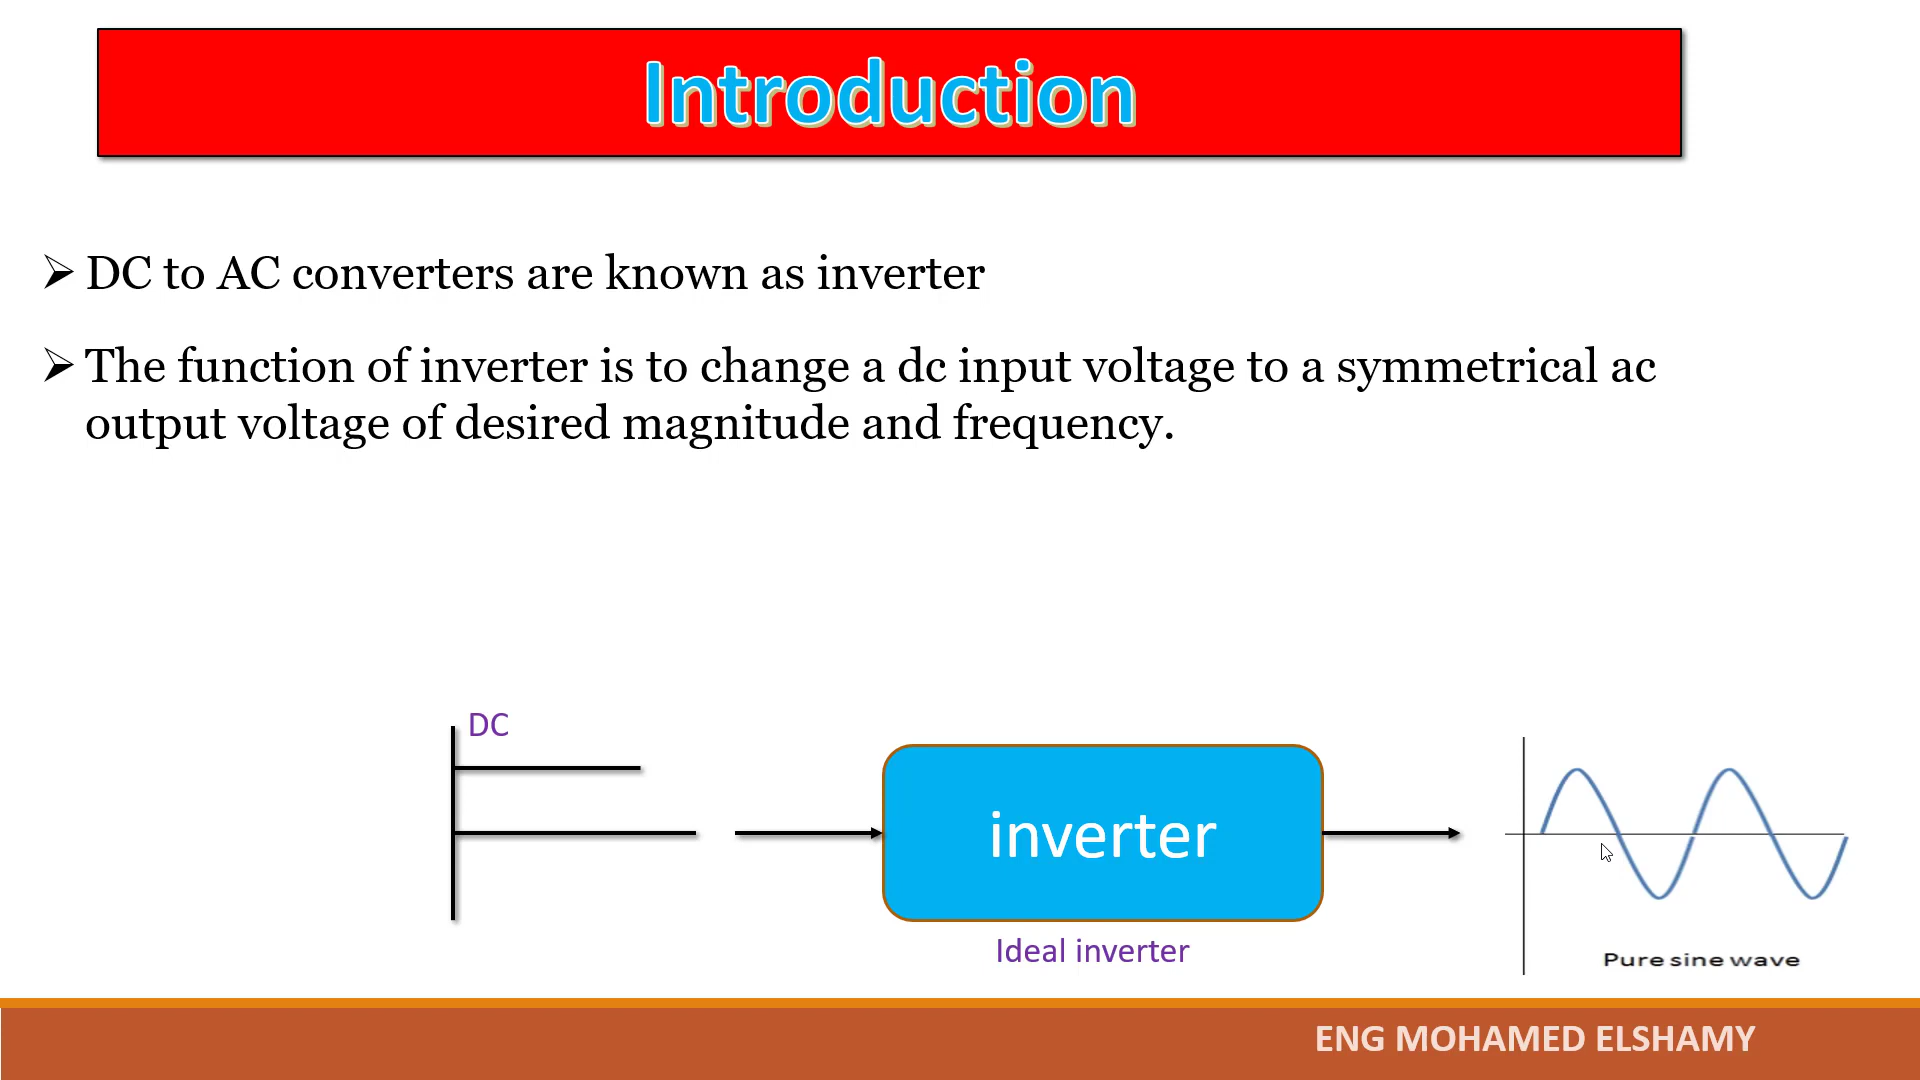 Introduction
➢ DC to AC converters are known as inverter
➢ The function of inverter is to change a dc input voltage to a symmetrical ac
output voltage of desired magnitude and frequency.
DC
inverter
Ideal inverter
Pure sine wave
ENG MOHAMED ELSHAMY